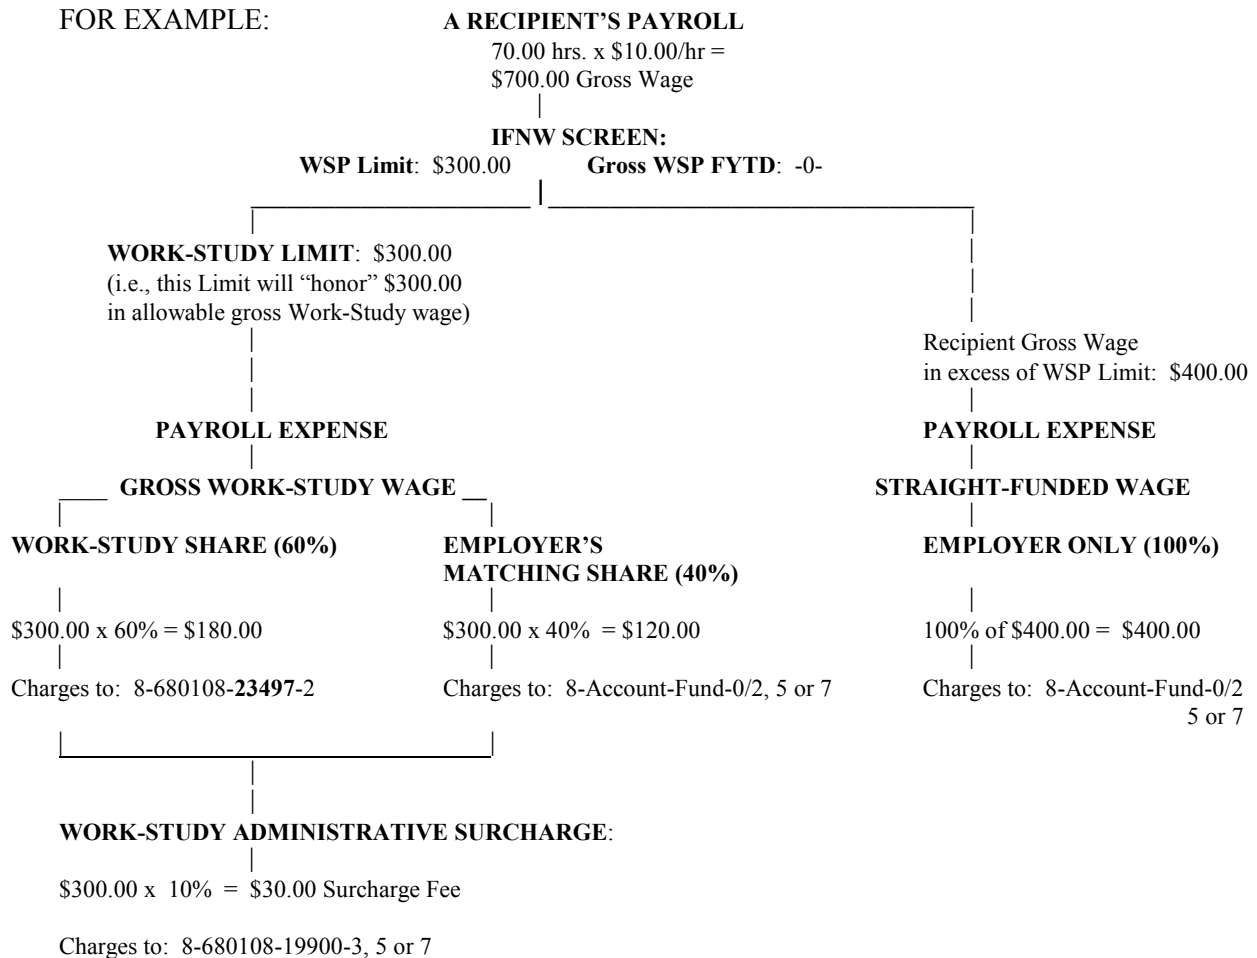 FOR EXAMPLE:
A RECIPIENT’S PAYROLL
70.00 hrs. x $10.00/hr =
$700.00 Gross Wage
IFNW SCREEN:
WSP Limit: $300.00 Gross WSP FYTD: -0-
WORK-STUDY LIMIT: $300.00
(i.e., this Limit will “honor” $300.00
in allowable gross Work-Study wage)
Recipient Gross Wage
in excess of WSP Limit: $400.00
PAYROLL EXPENSE
PAYROLL EXPENSE
GROSS WORK-STUDY WAGE
STRAIGHT-FUNDED WAGE
WORK-STUDY SHARE (60%)
EMPLOYER’S
MATCHING SHARE (40%)
EMPLOYER ONLY (100%)
$300.00 x 60% = $180.00
$300.00 x 40% = $120.00
100% of $400.00 = $400.00
Charges to: 8-680108-23497-2
Charges to: 8-Account-Fund-0/2, 5 or 7
Charges to: 8-Account-Fund-0/2
5 or 7
WORK-STUDY ADMINISTRATIVE SURCHARGE:
$300.00 x 10% = $30.00 Surcharge Fee
Charges to: 8-680108-19900-3, 5 or 7